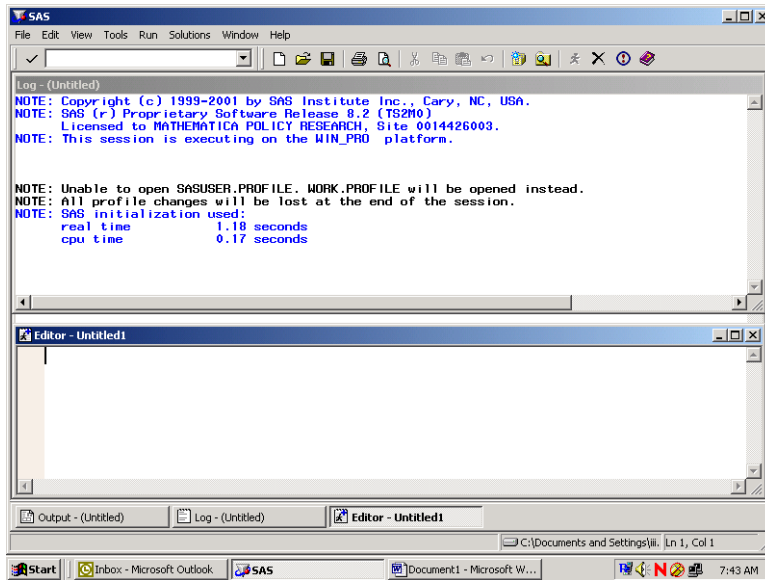 SAS
File Edit View Tools Run Solutions Window Help
Log - (Untitled)
NOTE: Copyright (c) 1999-2001 by SAS Institute Inc., Cary, NC, USA.
NOTE: SAS (r) Proprietary Software Release 8.2 (TS2M0)
Licensed to MATHEMATICA POLICY RESEARCH, Site 0014426003.
NOTE: This session is executing on the WIN_PRO platform.
NOTE: Unable to open SASUSER.PROFILE. WORK.PROFILE will be opened instead.
NOTE: All profile changes will be lost at the end of the session.
NOTE: SAS initialization used:
real time 1.18 seconds
cpu time 0.17 seconds
Editor - Untitled1
Output - (Untitled) Log - (Untitled) Editor - Untitled1
C:\Documents and Settings\iii. Ln 1, Col 1
Start Inbox - Microsoft Outlook SAS Document1 - Microsoft W... N 7:43 AM